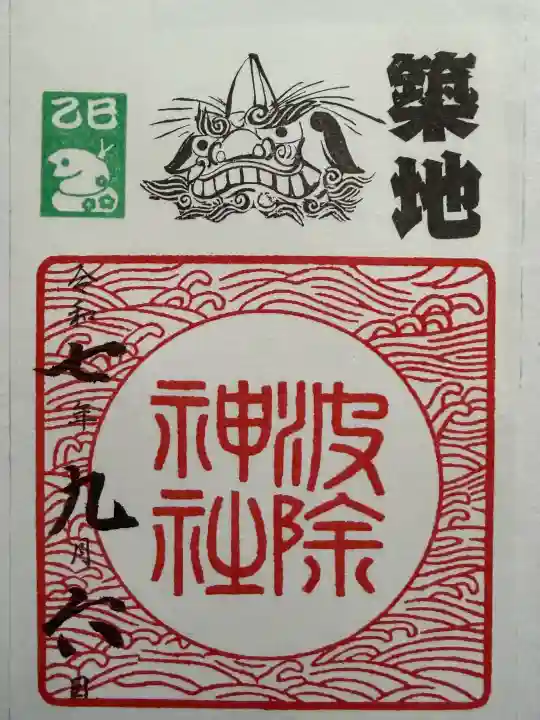 築地
乙巳
波除
神社
令和七年九月六日